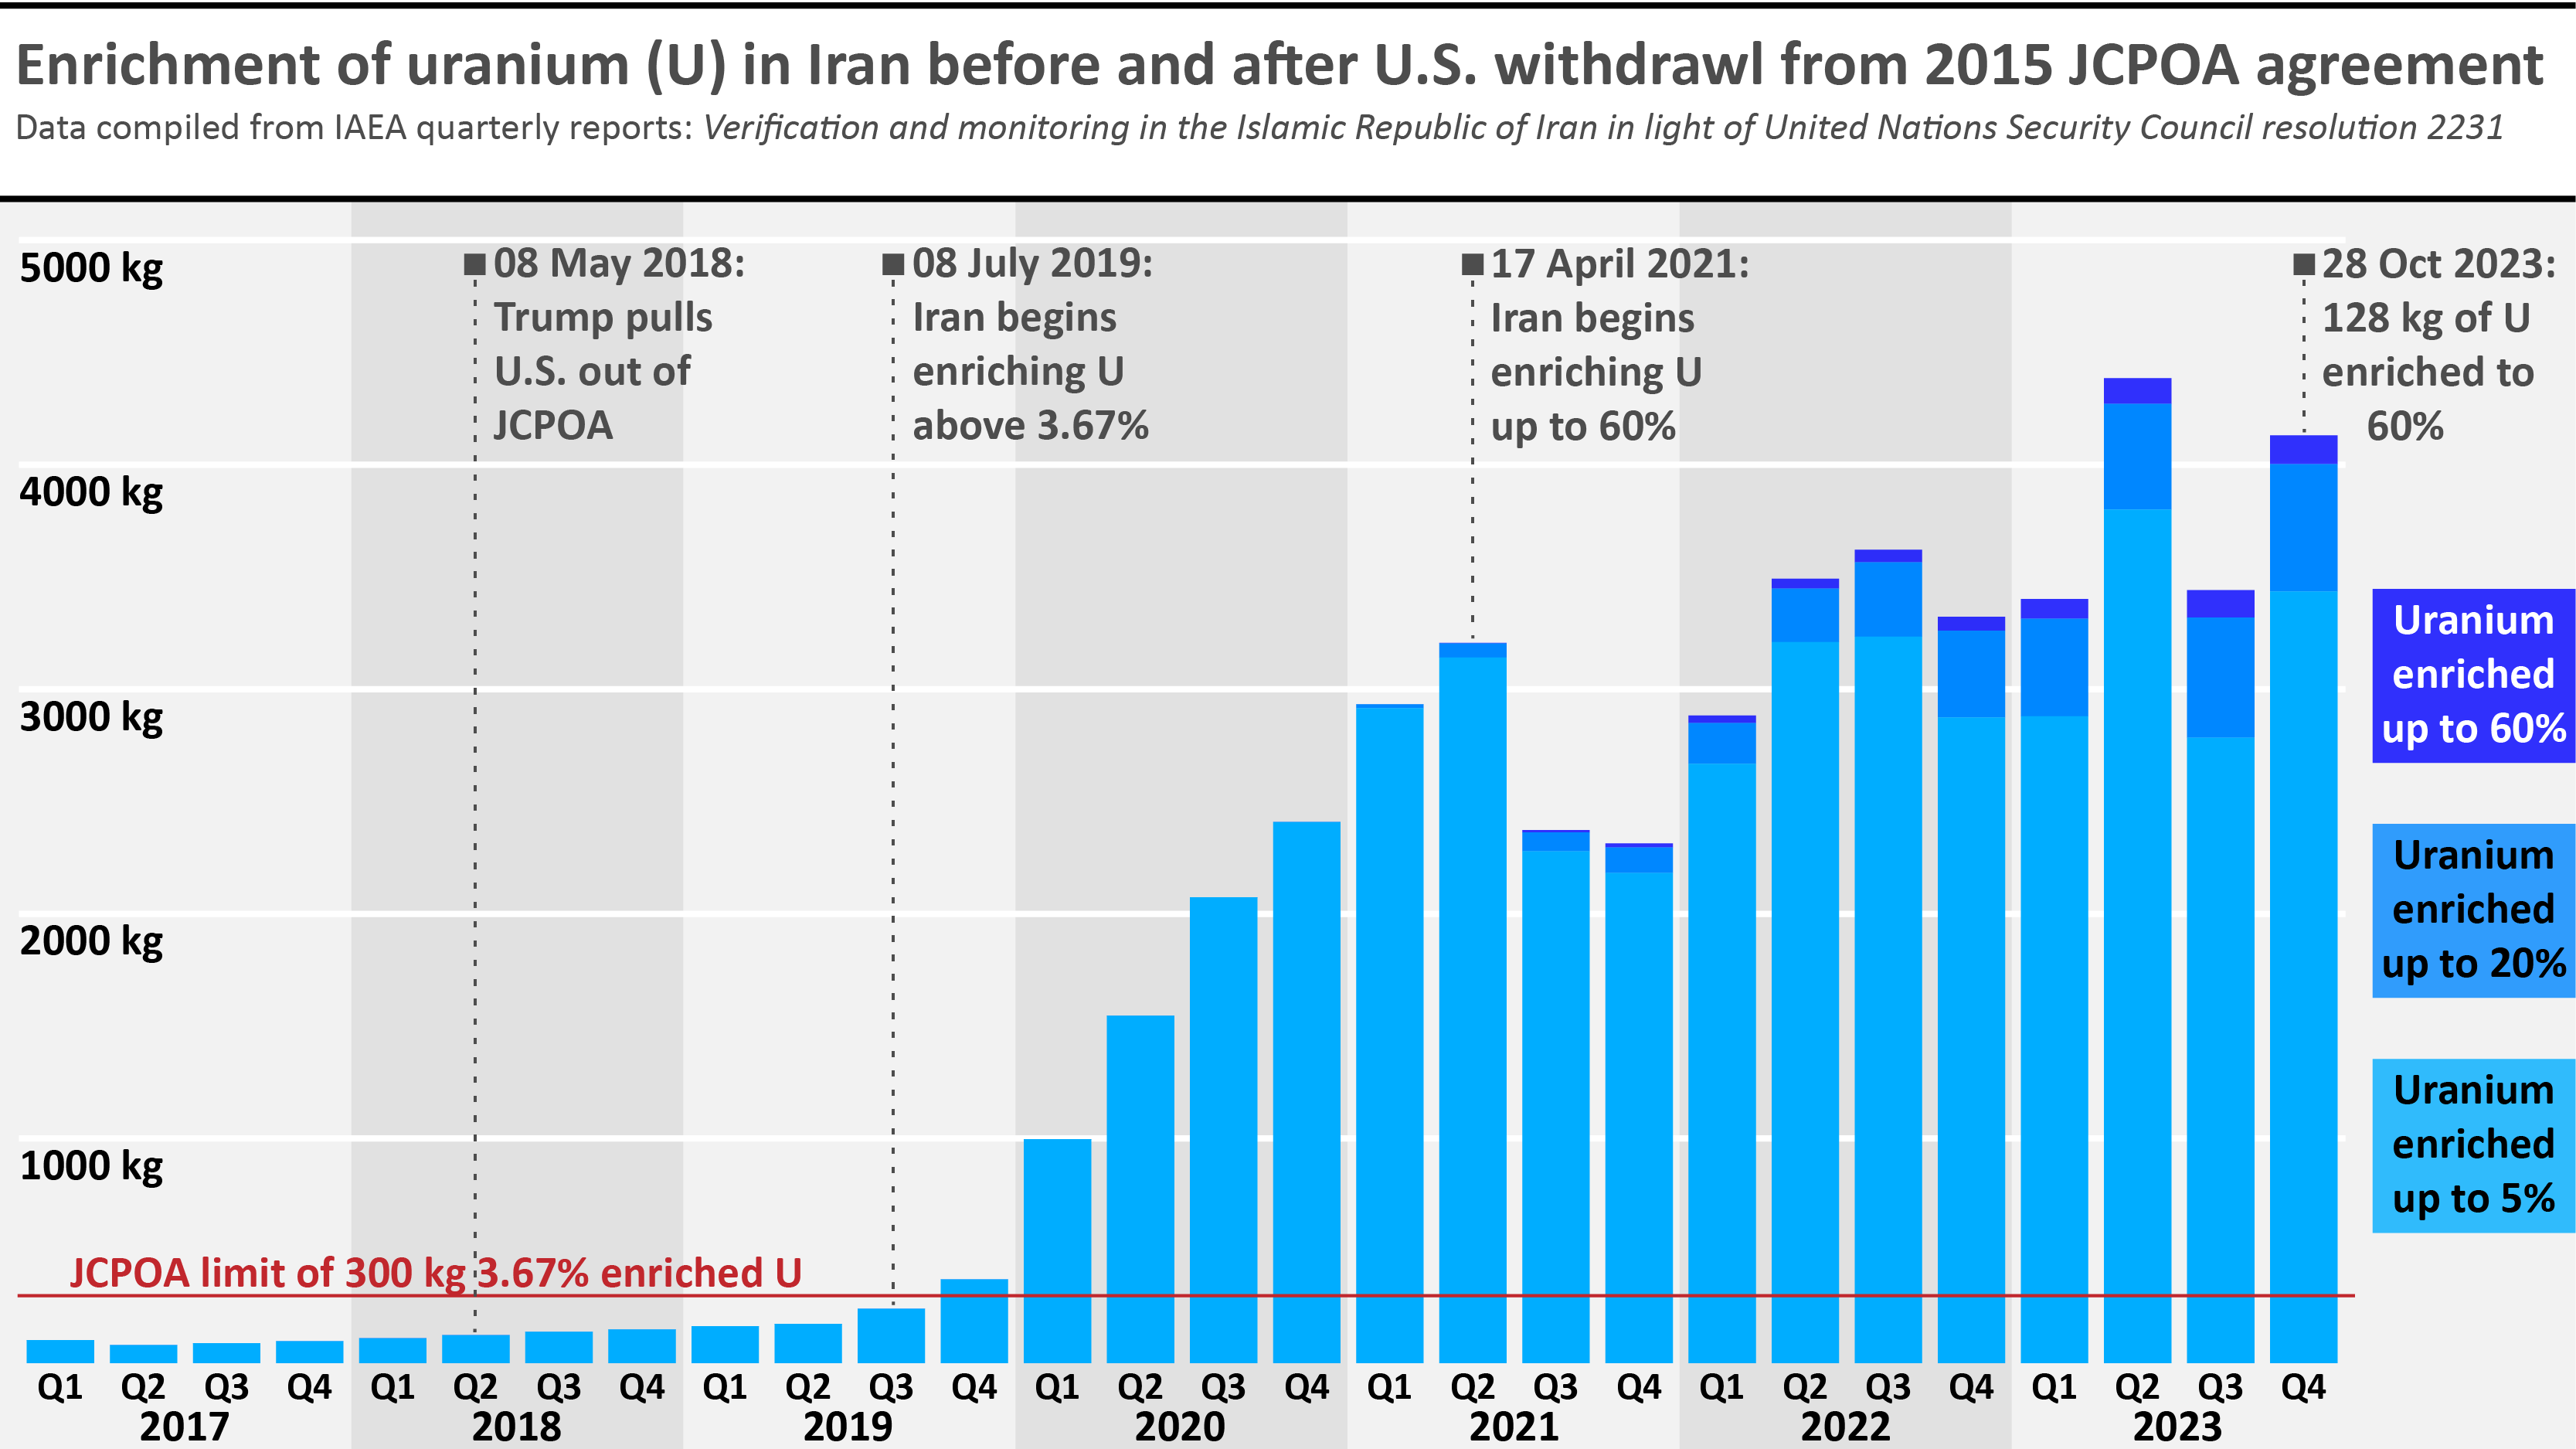 Enrichment of uranium (U) in Iran before and after U.S. withdrawl from 2015 JCPOA agreement
Data compiled from IAEA quarterly reports: Verification and monitoring in the Islamic Republic of Iran in light of United Nations Security Council resolution 2231
5000 kg
4000 kg
3000 kg
2000 kg
1000 kg
08 May 2018:
Trump pulls
U.S. out of
JCPOA
08 July 2019:
Iran begins
enriching U
above 3.67%
17 April 2021:
Iran begins
enriching U
up to 60%
28 Oct 2023:
128 kg of U
enriched to
60%
Uranium
enriched
up to 60%
Uranium
enriched
up to 20%
Uranium
enriched
up to 5%
JCPOA limit of 300 kg 3.67% enriched U
Q1 Q2 Q3 Q4 Q1 Q2 Q3 Q4 Q1 Q2 Q3 Q4 Q1 Q2 Q3 Q4 Q1 Q2 Q3 Q4 Q1 Q2 Q3 Q4 Q1 Q2 Q3 Q4
2017 2018 2019 2020 2021 2022 2023